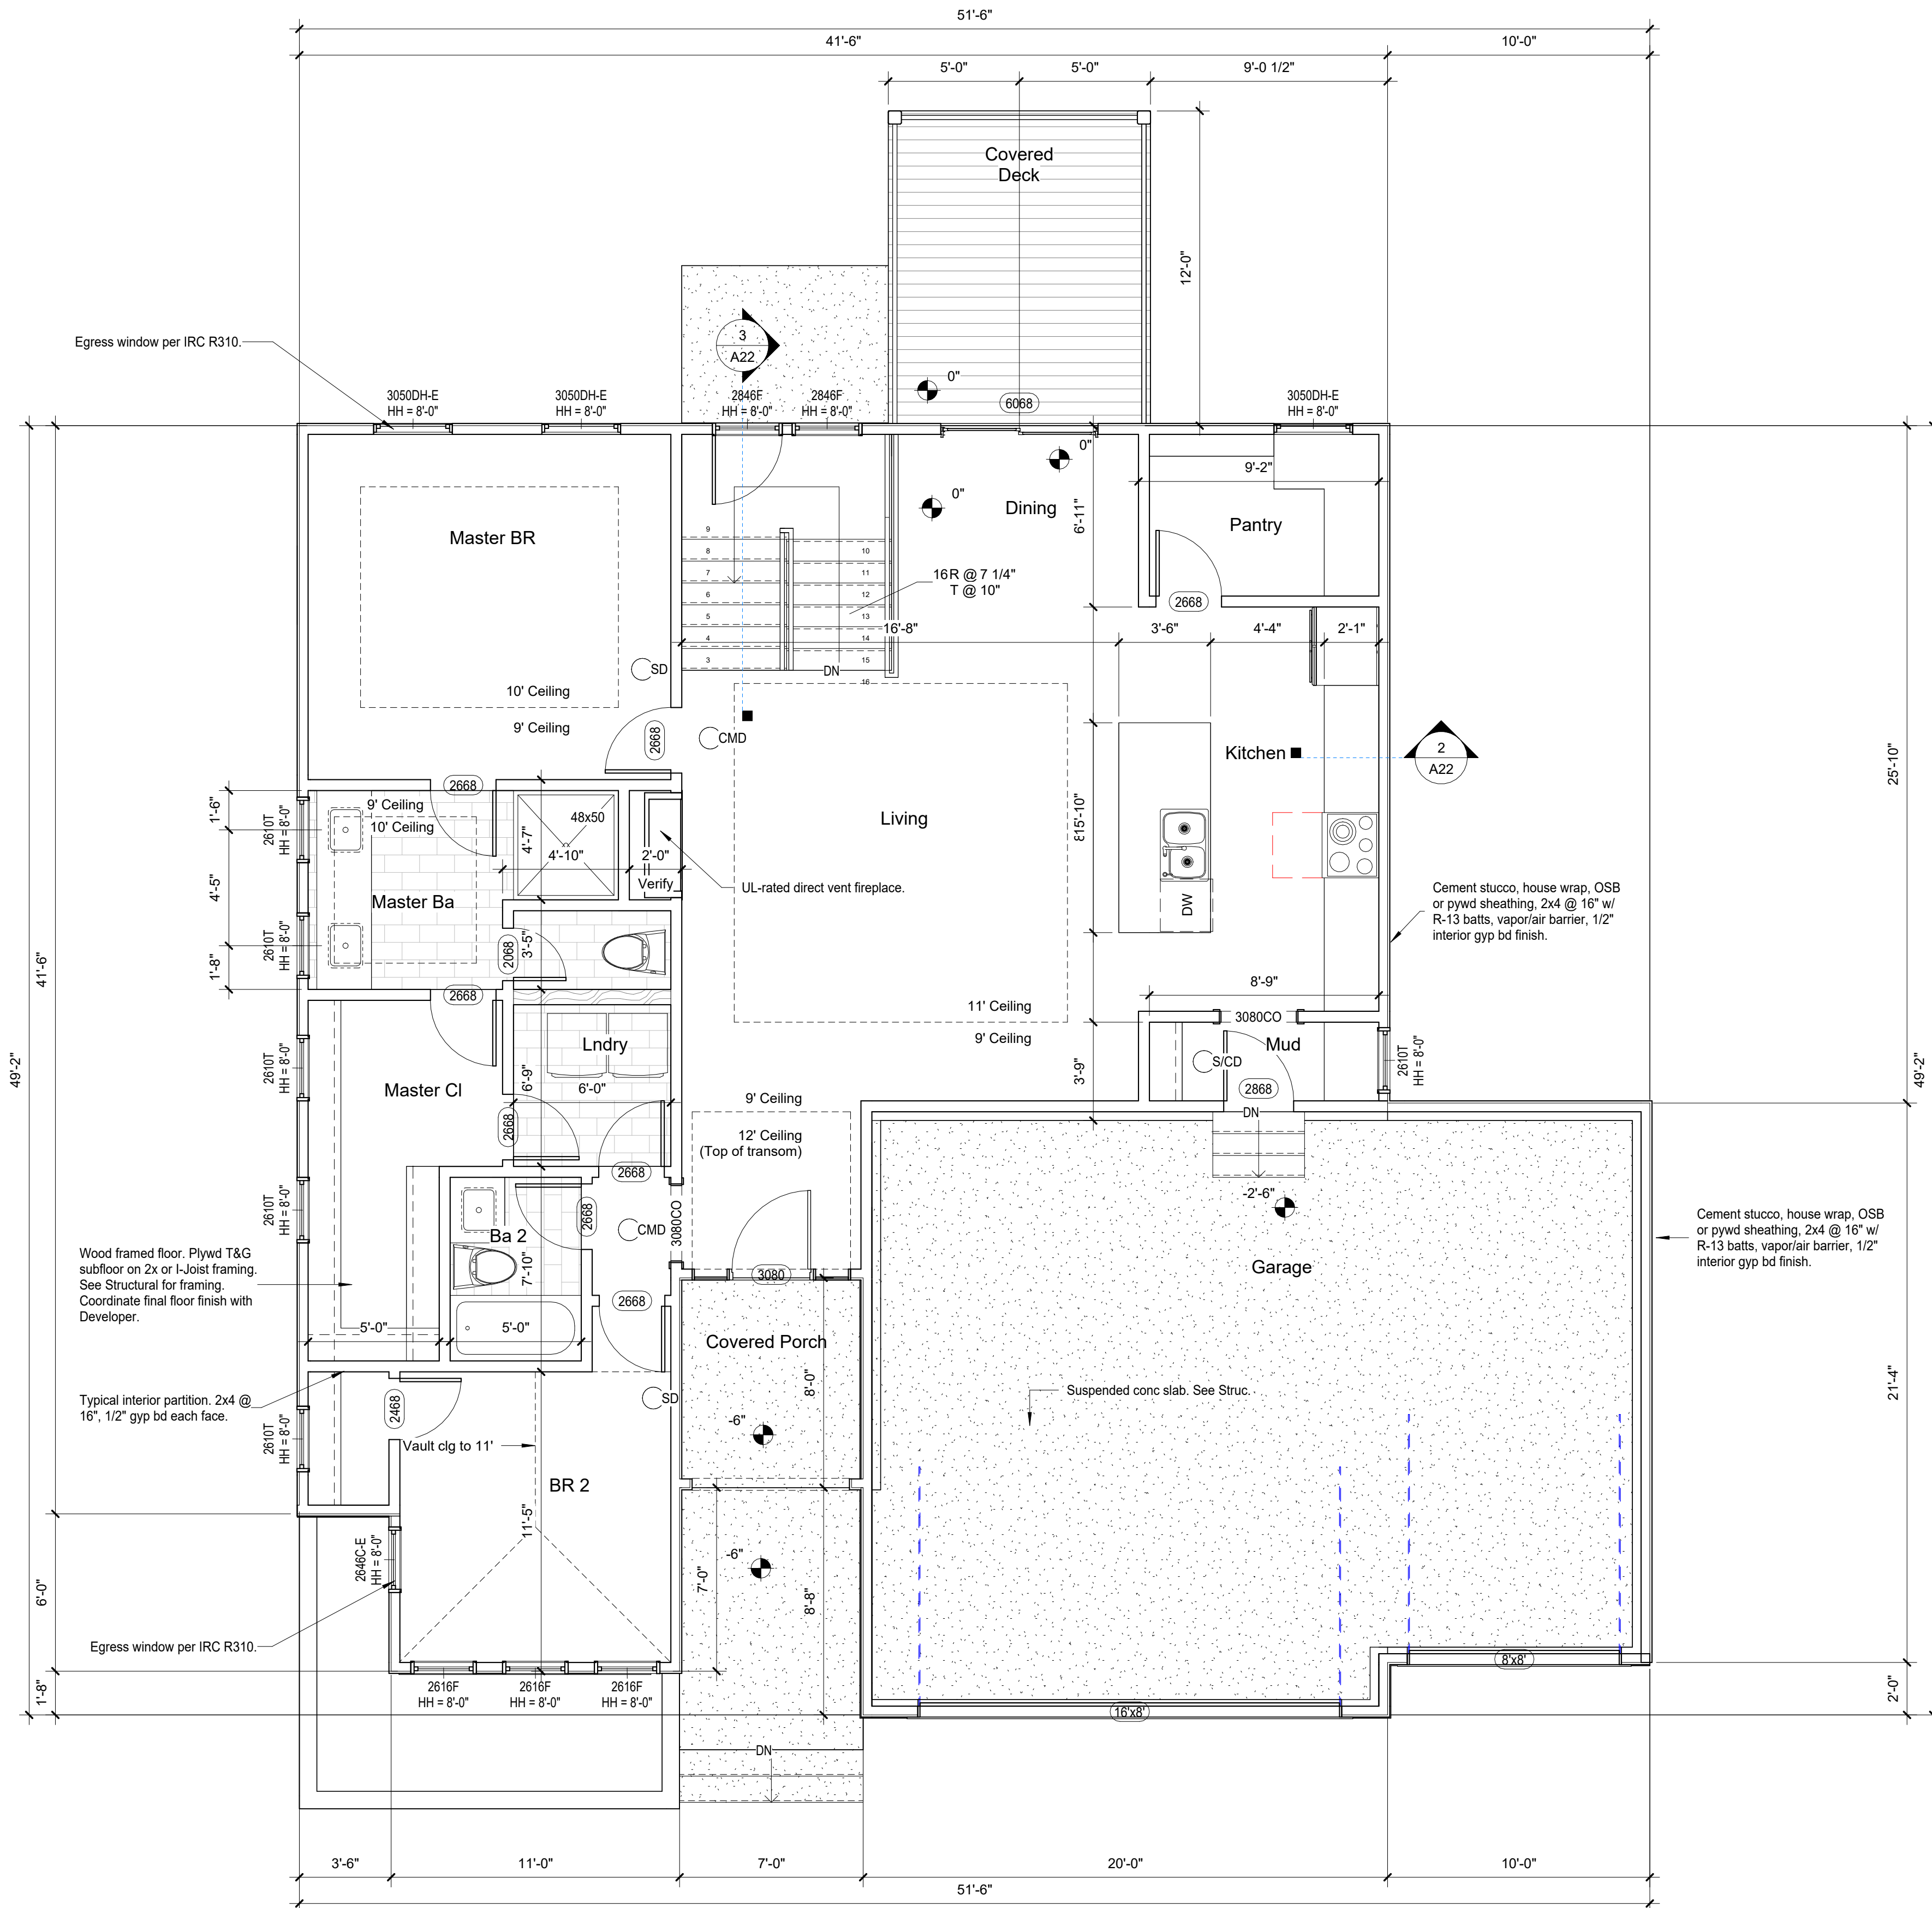 51'-6"
41'-6"
10'-0"
5'-0"
5'-0"
9'-0 1/2"
Covered
Deck
12'-0"
3
A22
Egress window per IRC R310.
3050DH-E
HH = 8'-0"
3050DH-E
HH = 8'-0"
2846F
HH = 8'-0"
2846F
HH = 8'-0"
0"
6068
3050DH-E
HH = 8'-0"
0"
0"
9'-2"
Master BR
Dining
6'-11"
Pantry
9
8
7
6
5
4
3
10
11
12
13
14
15
16
16R @ 7 1/4"
T @ 10"
2668
16'-8"
3'-6"
4'-4"
2'-1"
SD
DN
10' Ceiling
9' Ceiling
2668
CMD
Kitchen
2
A22
25'-10"
2668
1'-6"
2610T
HH = 8'-0"
9' Ceiling
10' Ceiling
48x50
4'-7"
4'-10"
2'-0"
Verify
Living
15'-10"
4'-5"
UL-rated direct vent fireplace.
DW
Cement stucco, house wrap, OSB
or pywd sheathing, 2x4 @ 16" w/
R-13 batts, vapor/air barrier, 1/2"
interior gyp bd finish.
Master Ba
2610T
HH = 8'-0"
1'-8"
2068
3'-5"
41'-6"
2668
8'-9"
11' Ceiling
9' Ceiling
3080CO
Lndry
Mud
S/CD
2610T
HH = 8'-0"
49'-2"
49'-2"
2610T
HH = 8'-0"
Master Cl
6'-9"
6'-0"
3'-9"
2868
9' Ceiling
DN
2668
12' Ceiling
(Top of transom)
2668
-2'-6"
2610T
HH = 8'-0"
2668
CMD
3080CO
Ba 2
7'-10"
3080
Garage
Cement stucco, house wrap, OSB
or pywd sheathing, 2x4 @ 16" w/
R-13 batts, vapor/air barrier, 1/2"
interior gyp bd finish.
Wood framed floor. Plywd T&G
subfloor on 2x or I-Joist framing.
See Structural for framing.
Coordinate final floor finish with
Developer.
2668
5'-0"
5'-0"
Covered Porch
8'-0"
Suspended conc slab. See Struc.
Typical interior partition. 2x4 @
16", 1/2" gyp bd each face.
2468
SD
21'-4"
2610T
HH = 8'-0"
Vault clg to 11'
-6"
BR 2
11'-5"
-6"
2646C-E
HH = 8'-0"
7'-0"
8'-8"
6'-0"
Egress window per IRC R310.
8'x8'
1'-8"
2616F
HH = 8'-0"
2616F
HH = 8'-0"
2616F
HH = 8'-0"
2'-0"
16'x8'
DN
3'-6"
11'-0"
7'-0"
20'-0"
10'-0"
51'-6"